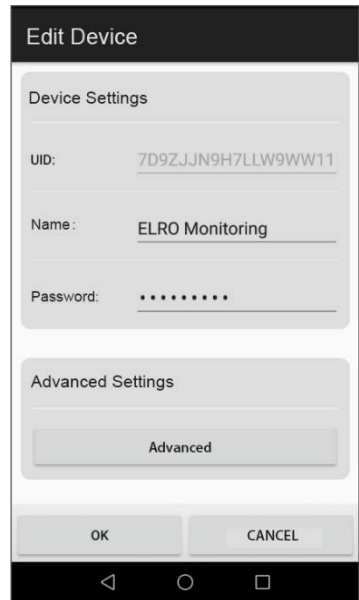 Edit Device
Device Settings
UID: 7D9ZJJN9H7LLW9WW11
Name: ELRO Monitoring
Password: •••••••••
Advanced Settings
Advanced
OK CANCEL